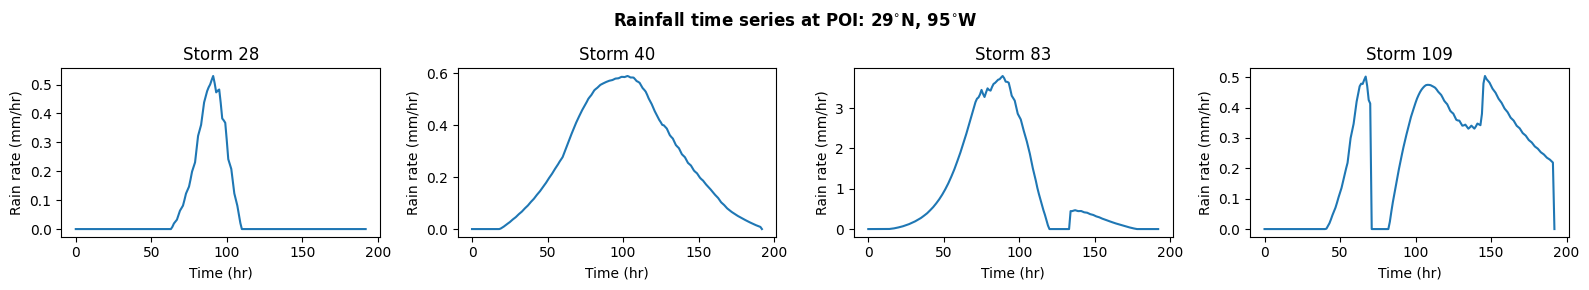 Rainfall time series at POI: 29°N, 95°W
Storm 28
Rain rate (mm/hr)
0.5
0.4
0.3
0.2
0.1
0.0
0 50 100 150 200
Time (hr)
Storm 40
Rain rate (mm/hr)
0.6
0.4
0.2
0.0
0 50 100 150 200
Time (hr)
Storm 83
Rain rate (mm/hr)
3
2
1
0
0 50 100 150 200
Time (hr)
Storm 109
Rain rate (mm/hr)
0.5
0.4
0.3
0.2
0.1
0.0
0 50 100 150 200
Time (hr)